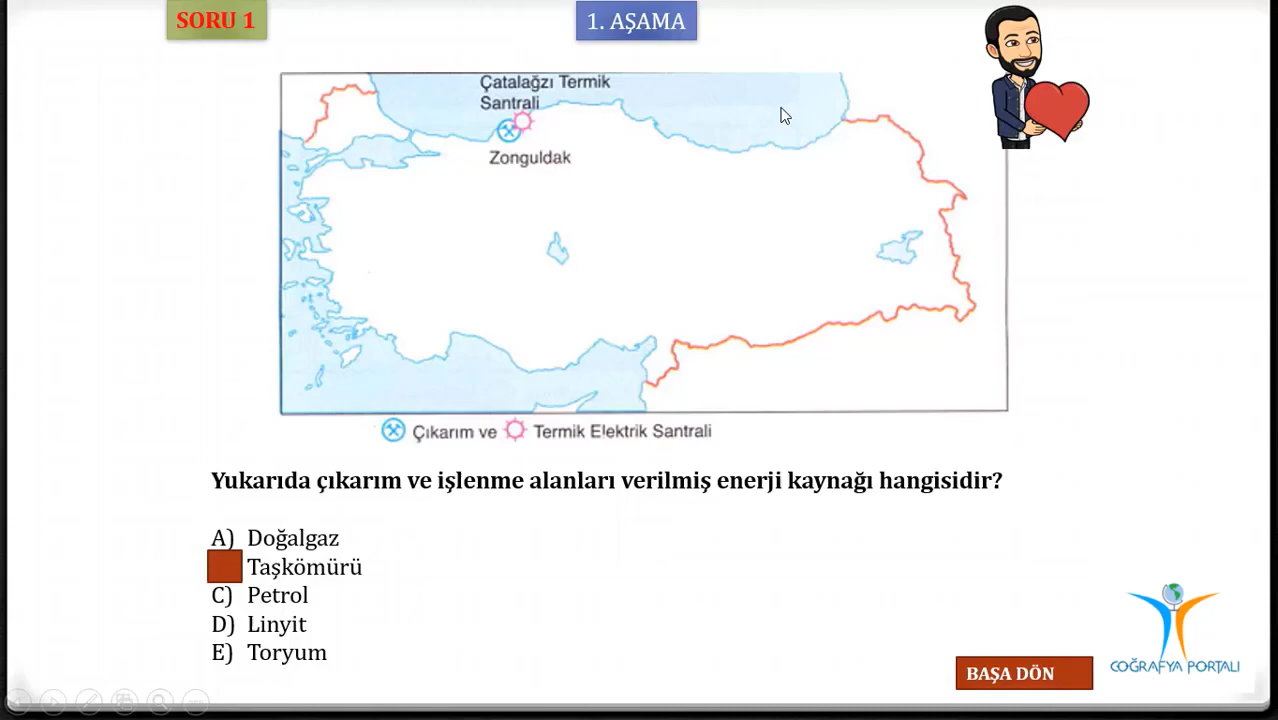 SORU 1
1. AŞAMA
Çatalağzı Termik
Santrali
Zonguldak
Çıkarım ve Termik Elektrik Santrali
Yukarıda çıkarım ve işlenme alanları verilmiş enerji kaynağı hangisidir?
A) Doğalgaz
Taşkömürü
C) Petrol
D) Linyit
E) Toryum
BAŞA DÖN
COĞRAFYA PORTALI